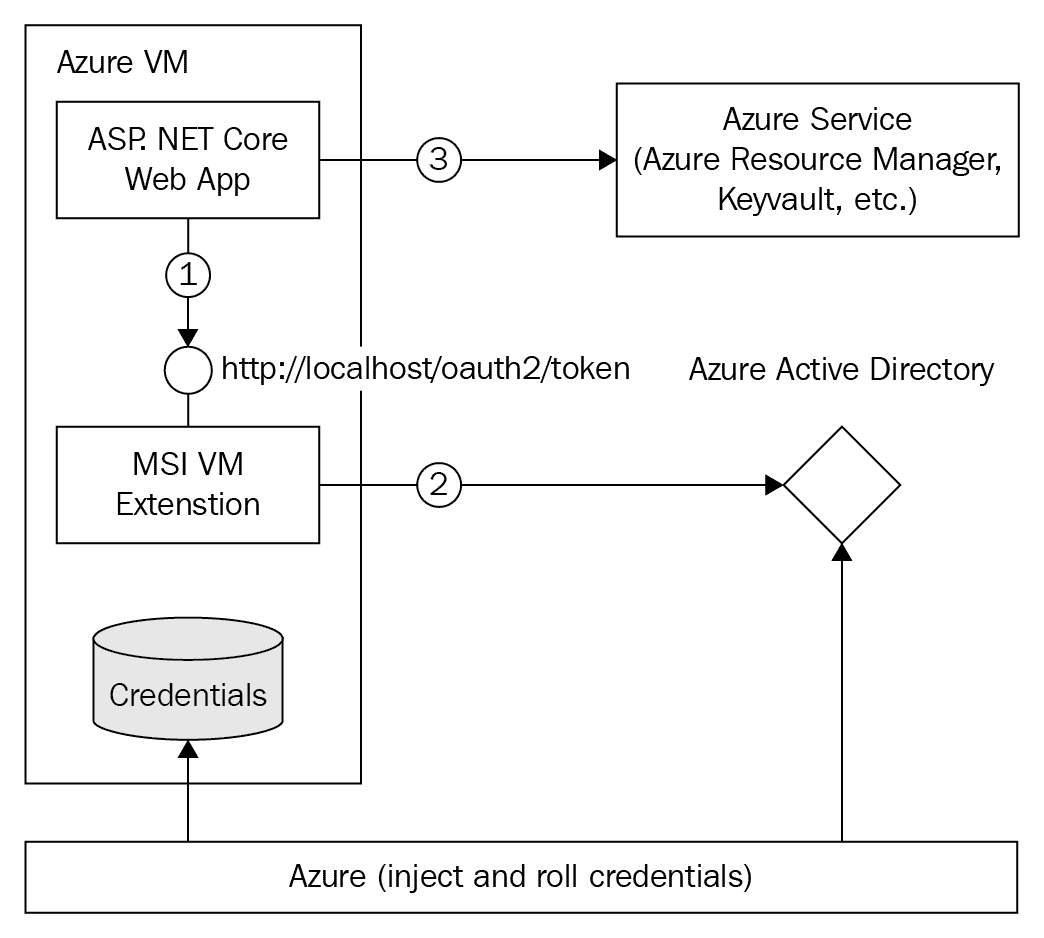 Azure VM
ASP. NET Core
Web App
3
Azure Service
(Azure Resource Manager,
Keyvault, etc.)
1
http://localhost/oauth2/token
Azure Active Directory
MSI VM
Extenstion
2
Credentials
Azure (inject and roll credentials)